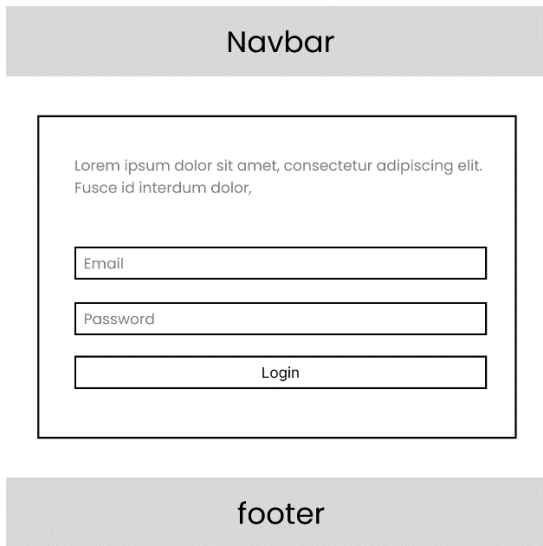 Navbar
Lorem ipsum dolor sit amet, consectetur adipiscing elit.
Fusce id interdum dolor,
Email
Password
Login
footer